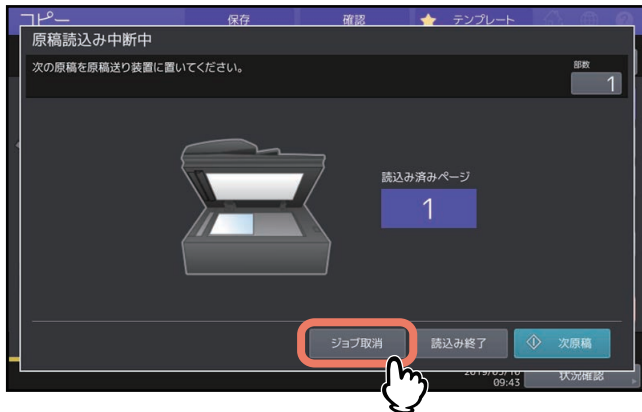 コピー
保存
確認
テンプレート
原稿読込み中断中
次の原稿を原稿送り装置に置いてください。
部数
1
読込み済みページ
1
ジョブ取消
読込み終了
次原稿
09:43
状況確認